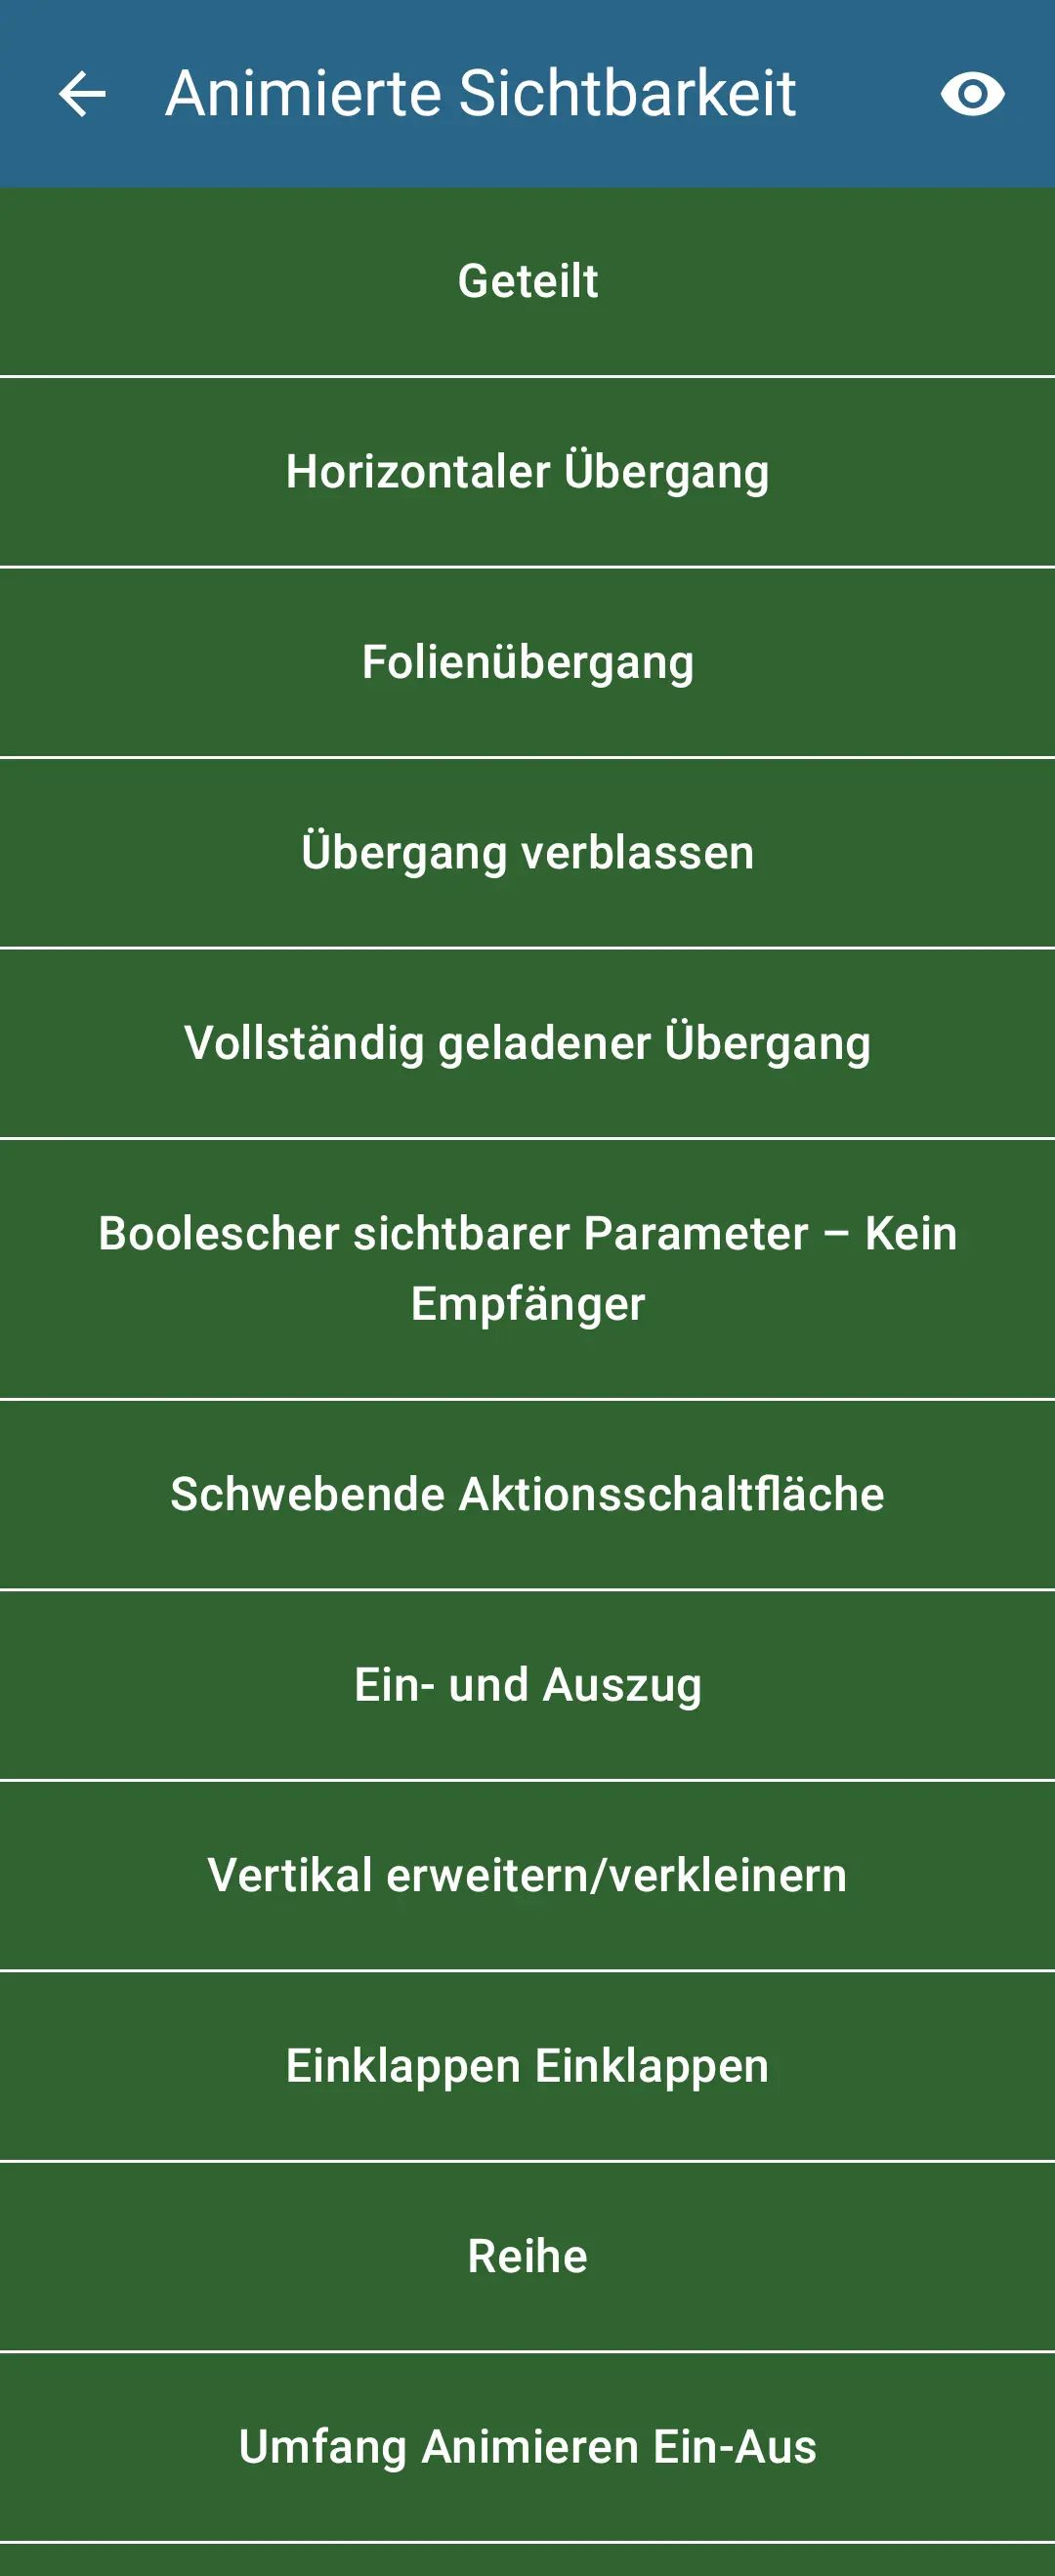 Animierte Sichtbarkeit
Geteilt
Horizontaler Übergang
Folienübergang
Übergang verblassen
Vollständig geladener Übergang
Boolescher sichtbarer Parameter – Kein
Empfänger
Schwebende Aktionsschaltfläche
Ein- und Auszug
Vertikal erweitern/verkleinern
Einklappen Einklappen
Reihe
Umfang Animieren Ein-Aus